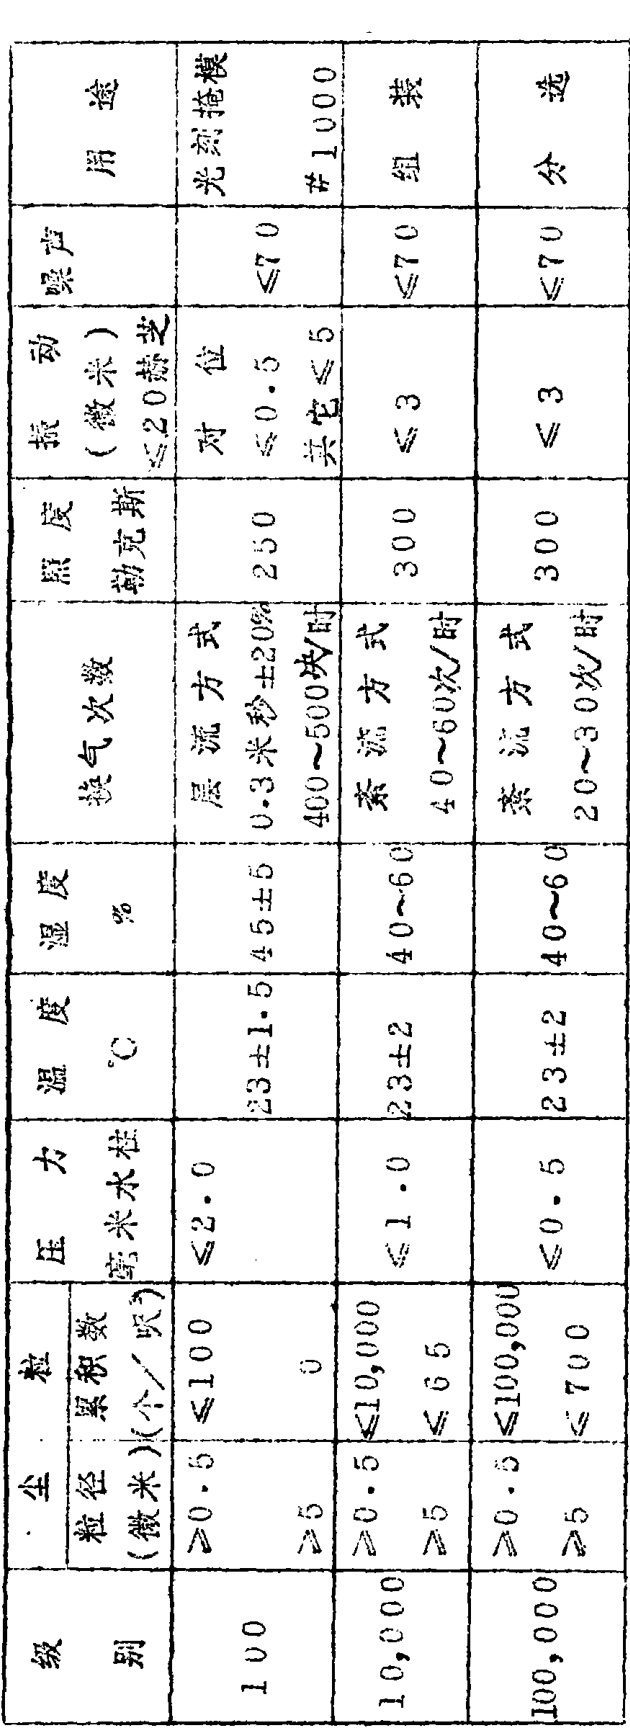 级别 尘粒 压力 温度 湿度 换气次数 照度 振动 噪声 用途
粒径 累积数 毫米水柱 ℃ % 勒克斯 (微米)
(微米) (个/呎³) ≤20赫芝
100 ≥0.5 ≤100 ≤2.0 23±1.5 45±5 层流方式 250 对位 ≤70 光刻掩模
0.3米秒±20% ≤0.5
≥5 0 400~500次/时 其它≤5 #1000
10,000 ≥0.5 ≤10,000 ≤1.0 23±2 40~60 紊流方式 300 ≤3 ≤70 组装
≥5 ≤65 40~60次/时
100,000 ≥0.5 ≤100,000 ≤0.5 23±2 40~60 紊流方式 300 ≤3 ≤70 分选
≥5 ≤700 20~30次/时